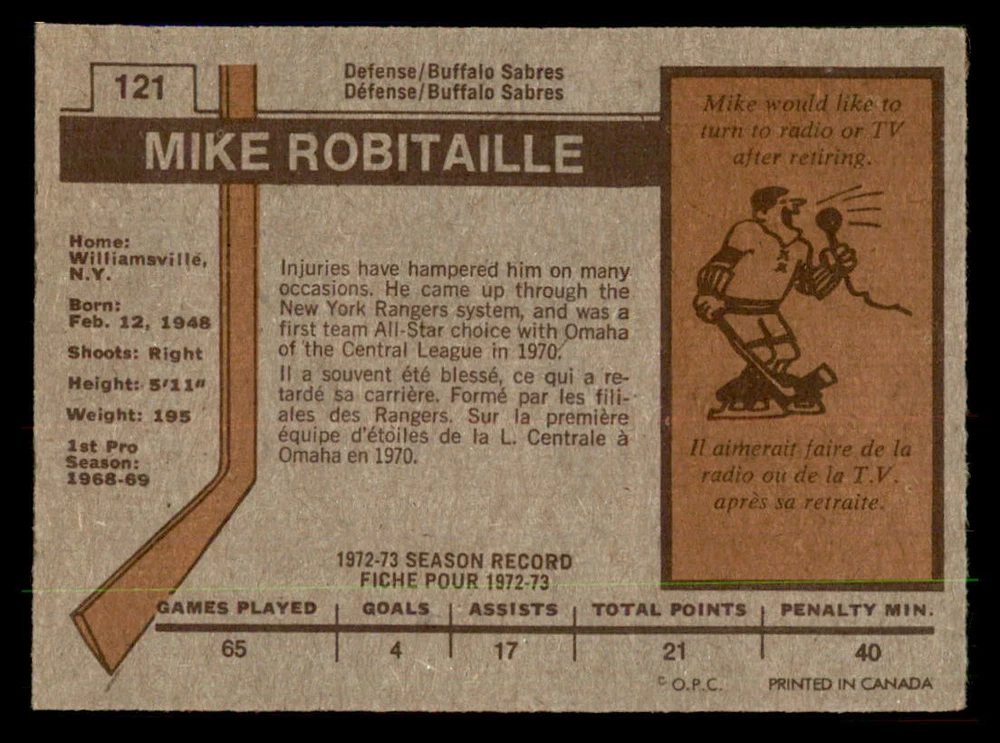 121
Defense/Buffalo Sabres
Défense/Buffalo Sabres
MIKE ROBITAILLE
Home:
Williamsville,
N.Y.
Born:
Feb. 12, 1948
Shoots: Right
Height: 5'11"
Weight: 195
1st Pro
Season:
1968-69
Injuries have hampered him on many
occasions. He came up through the
New York Rangers system, and was a
first team All-Star choice with Omaha
of the Central League in 1970.
Il a souvent été blessé, ce qui a re-
tardé sa carrière. Formé par les fili-
ales des Rangers. Sur la première
équipe d'étoiles de la L. Centrale à
Omaha en 1970.
Mike would like to
turn to radio or TV
after retiring.
Il aimerait faire de la
radio ou de la T.V.
après sa retraite.
1972-73 SEASON RECORD
FICHE POUR 1972-73
GAMES PLAYED GOALS ASSISTS TOTAL POINTS PENALTY MIN.
65 4 17 21 40
© O.P.C. PRINTED IN CANADA